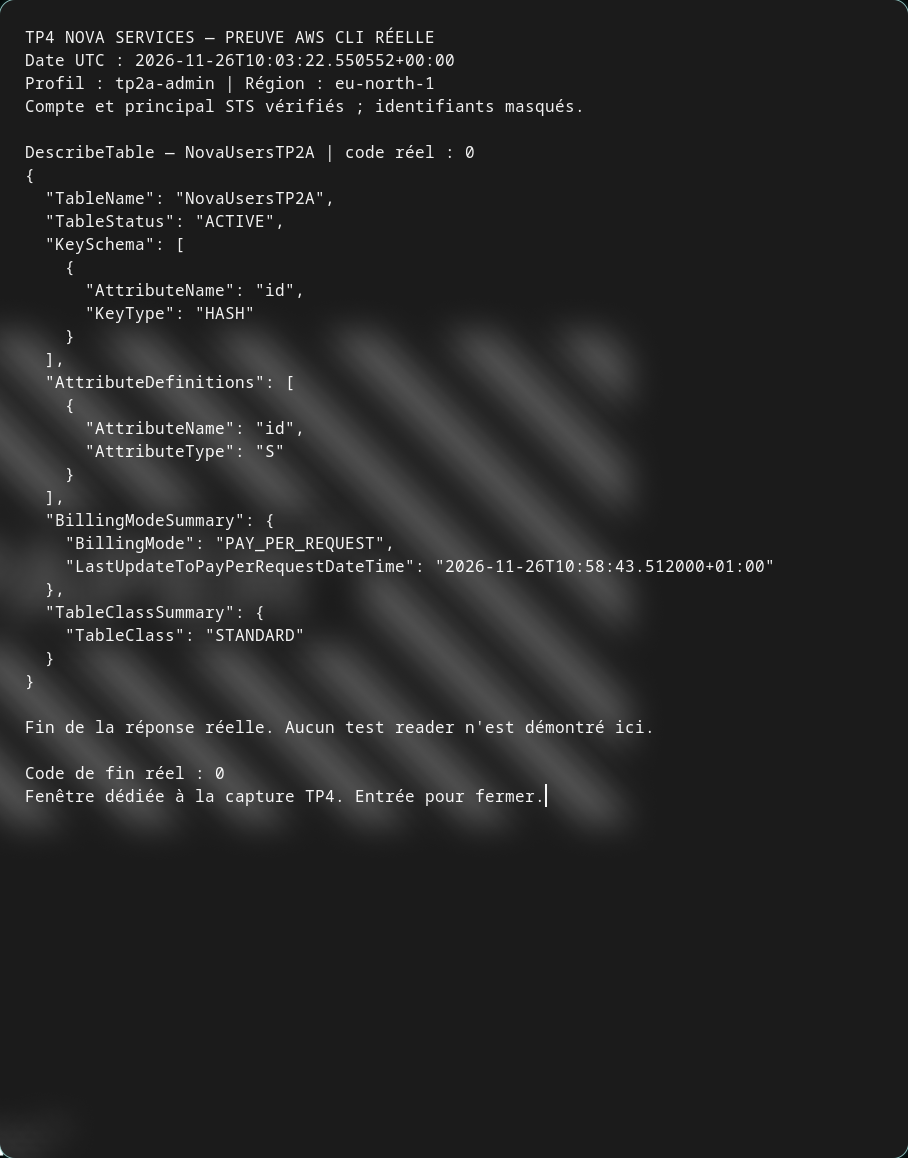 TP4 NOVA SERVICES — PREUVE AWS CLI RÉELLE
Date UTC : 2026-11-26T10:03:22.550552+00:00
Profil : tp2a-admin | Région : eu-north-1
Compte et principal STS vérifiés ; identifiants masqués.

DescribeTable — NovaUsersTP2A | code réel : 0
{
  "TableName": "NovaUsersTP2A",
  "TableStatus": "ACTIVE",
  "KeySchema": [
    {
      "AttributeName": "id",
      "KeyType": "HASH"
    }
  ],
  "AttributeDefinitions": [
    {
      "AttributeName": "id",
      "AttributeType": "S"
    }
  ],
  "BillingModeSummary": {
    "BillingMode": "PAY_PER_REQUEST",
    "LastUpdateToPayPerRequestDateTime": "2026-11-26T10:58:43.512000+01:00"
  },
  "TableClassSummary": {
    "TableClass": "STANDARD"
  }
}

Fin de la réponse réelle. Aucun test reader n'est démontré ici.

Code de fin réel : 0
Fenêtre dédiée à la capture TP4. Entrée pour fermer.